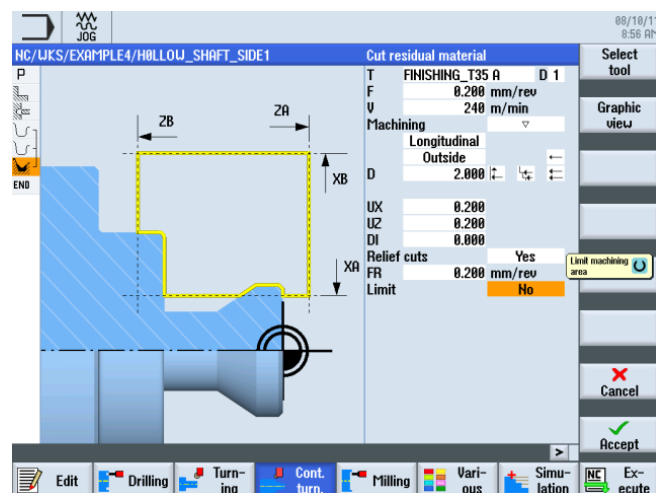 JOG
08/10/11
8:56 AM
NC/WKS/EXAMPLE4/HOLLOW_SHAFT_SIDE1
Cut residual material
Select tool
P
T FINISHING_T35 A D 1
F 0.200 mm/rev
V 240 m/min
Graphic view
Machining ▽
Longitudinal
Outside ←
D 2.000
ZB ZA
XB
END
UX 0.200
UZ 0.200
DI 0.000
Relief cuts Yes
Limit machining area
XA
FR 0.200 mm/rev
Limit No
Cancel
Accept
>
Edit
Drilling
Turn-
ing
Cont.
turn.
Milling
Vari-
ous
Simu-
lation
NC Ex-
ecute